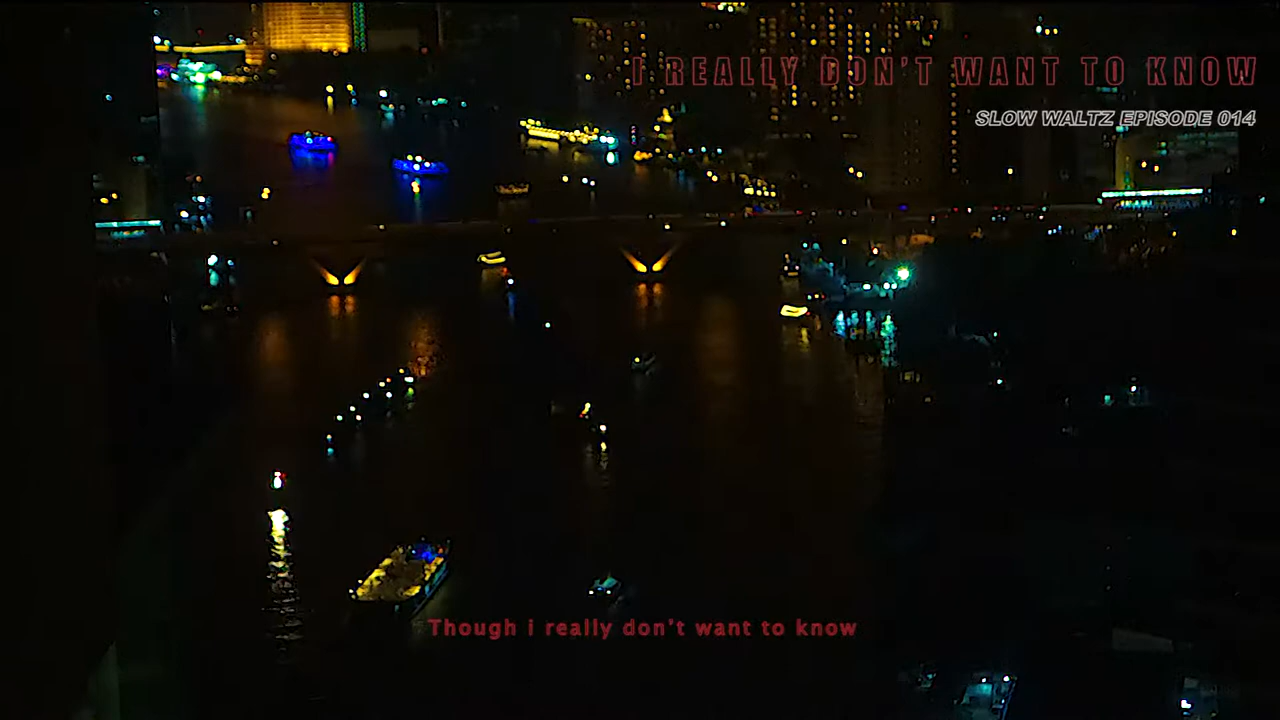 I REALLY DON'T WANT TO KNOW
SLOW WALTZ EPISODE 014
Though i really don't want to know